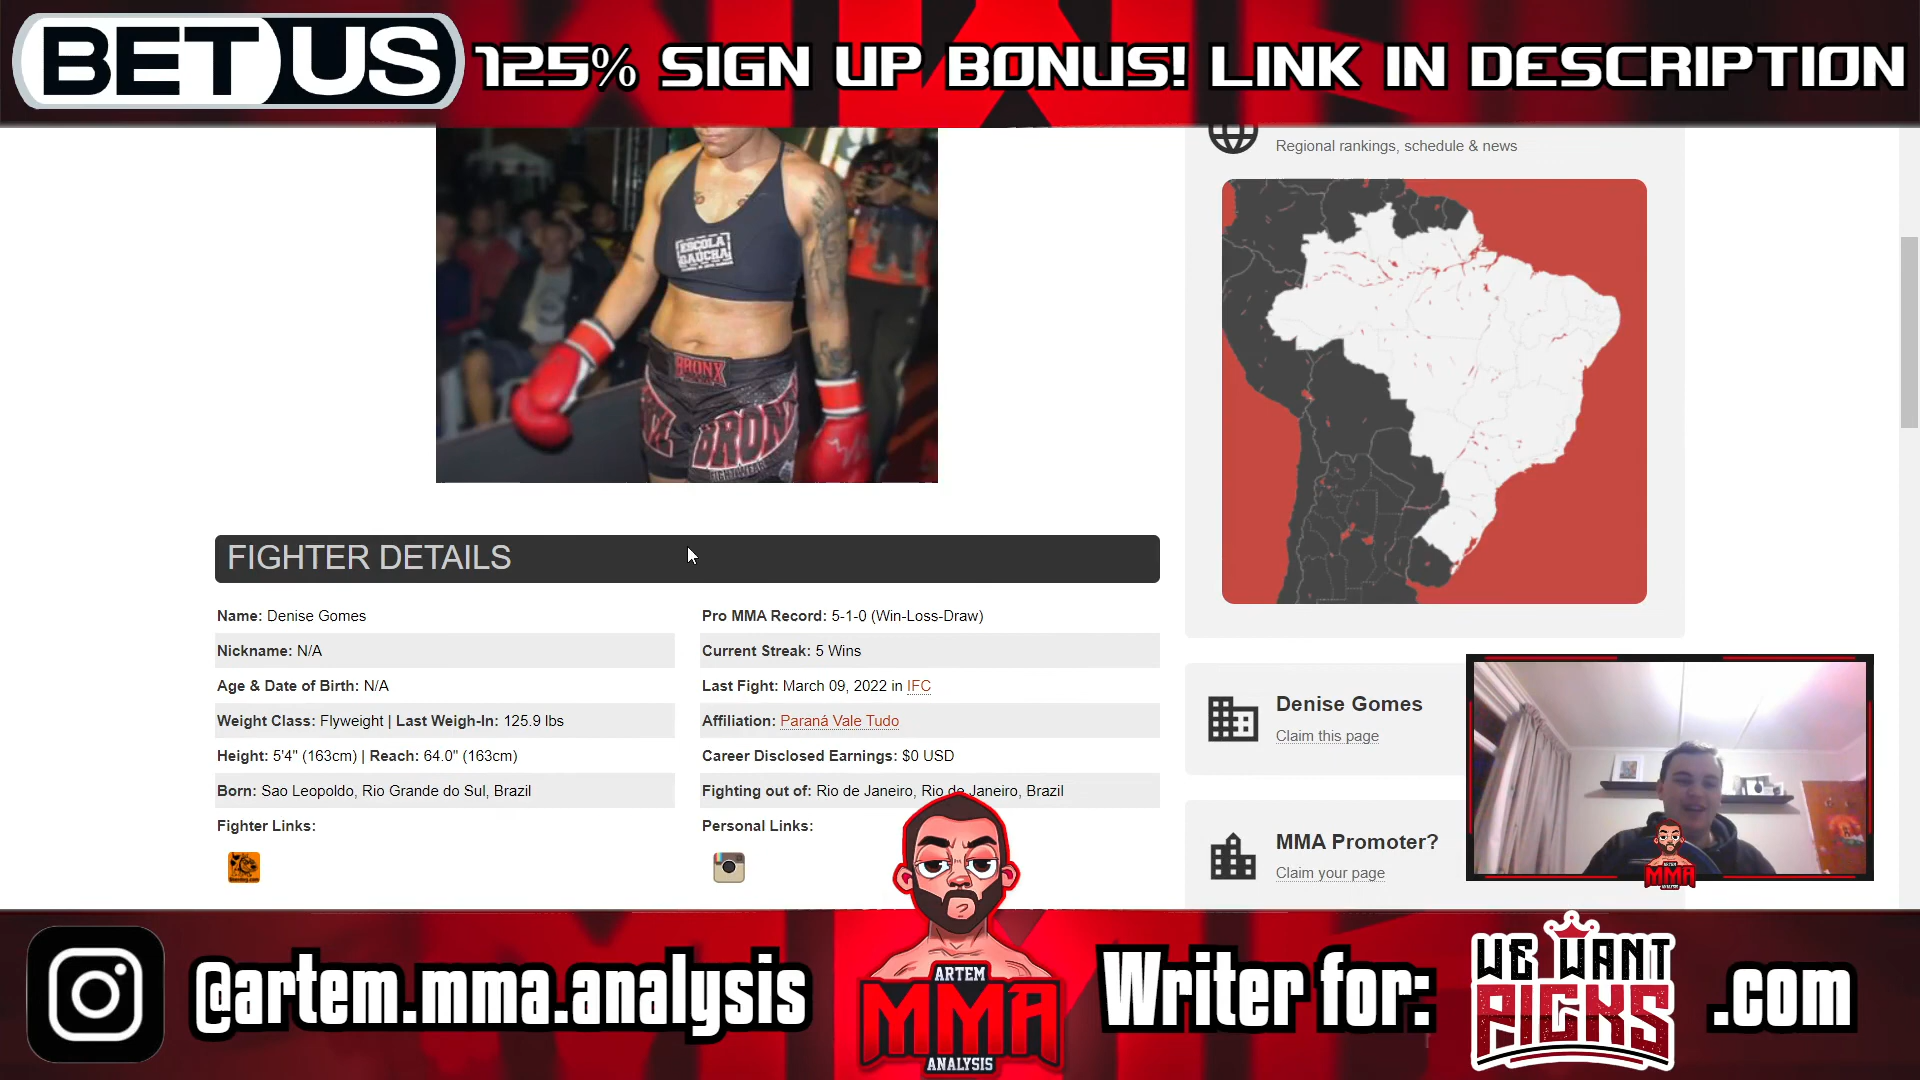 BETUS 125% SIGN UP BONUS! LINK IN DESCRIPTION
Regional rankings, schedule & news
ESCOLA
GAÚCHA
BRONX
BRON
FIGHTER DETAILS
Name: Denise Gomes
Pro MMA Record: 5-1-0 (Win-Loss-Draw)
Nickname: N/A
Current Streak: 5 Wins
Age & Date of Birth: N/A
Last Fight: March 09, 2022 in IFC
Weight Class: Flyweight | Last Weigh-In: 125.9 lbs
Affiliation: Paraná Vale Tudo
Height: 5'4" (163cm) | Reach: 64.0" (163cm)
Career Disclosed Earnings: $0 USD
Born: Sao Leopoldo, Rio Grande do Sul, Brazil
Fighting out of: Rio de Janeiro, Rio de Janeiro, Brazil
Fighter Links:
Personal Links:
Denise Gomes
Claim this page
MMA Promoter?
Claim your page
ARTEM
MMA
ANALYSIS
@artem.mma.analysis
ARTEM
MMA
ANALYSIS
Writer for:
WE WANT
PICKS
.com